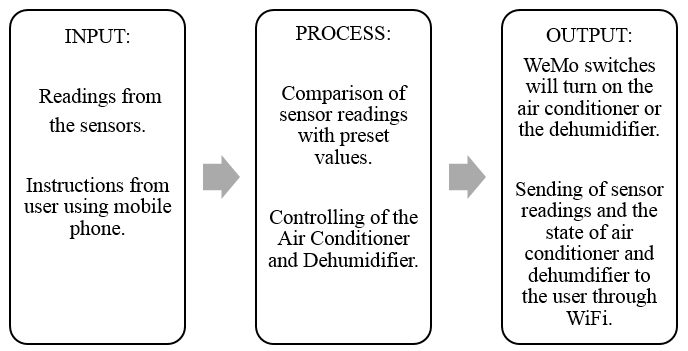 INPUT:
Readings from
the sensors.
Instructions from
user using mobile
phone.
PROCESS:
Comparison of
sensor readings
with preset
values.
Controlling of the
Air Conditioner
and Dehumidifier.
OUTPUT:
WeMo switches
will turn on the
air conditioner or
the dehumidifier.
Sending of sensor
readings and the
state of air
conditioner and
dehumdifier to
the user through
WiFi.